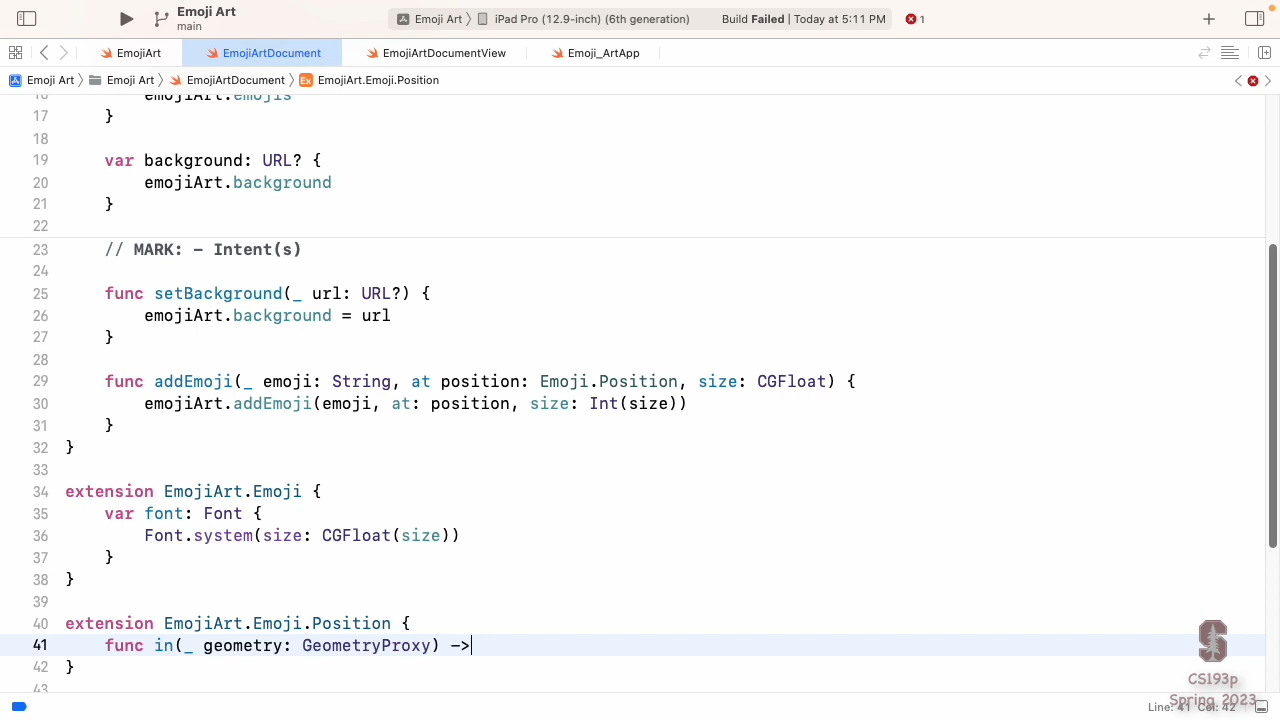 Emoji Art
main
Emoji Art 〉 iPad Pro (12.9-inch) (6th generation)
Build Failed | Today at 5:11 PM
1
EmojiArt
EmojiArtDocument
EmojiArtDocumentView
Emoji_ArtApp
Emoji Art 〉 Emoji Art 〉 EmojiArtDocument 〉 Ex EmojiArt.Emoji.Position
16 emojiArt.emojis
17 }
18
19 var background: URL? {
20 emojiArt.background
21 }
22
23 // MARK: - Intent(s)
24
25 func setBackground(_ url: URL?) {
26 emojiArt.background = url
27 }
28
29 func addEmoji(_ emoji: String, at position: Emoji.Position, size: CGFloat) {
30 emojiArt.addEmoji(emoji, at: position, size: Int(size))
31 }
32 }
33
34 extension EmojiArt.Emoji {
35 var font: Font {
36 Font.system(size: CGFloat(size))
37 }
38 }
39
40 extension EmojiArt.Emoji.Position {
41 func in(_ geometry: GeometryProxy) ->
42 }
43
CS193p
Spring 2023
Line: 41 Col: 42